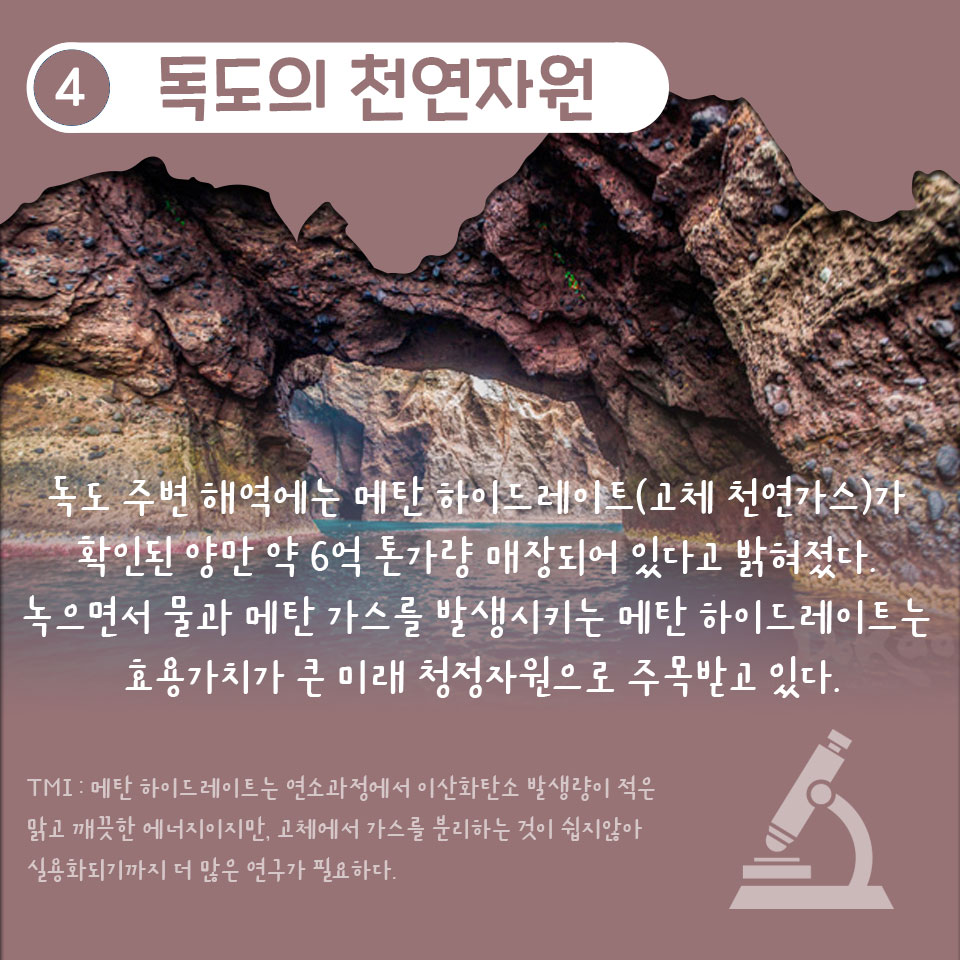 4 독도의 천연자원
독도 주변 해역에는 메탄 하이드레이트(고체 천연가스)가
확인된 양만 약 6억 톤가량 매장되어 있다고 밝혀졌다.
녹으면서 물과 메탄 가스를 발생시키는 메탄 하이드레이트는
효용가치가 큰 미래 청정자원으로 주목받고 있다.
TMI : 메탄 하이드레이트는 연소과정에서 이산화탄소 발생량이 적은
맑고 깨끗한 에너지이지만, 고체에서 가스를 분리하는 것이 쉽지않아
실용화되기까지 더 많은 연구가 필요하다.